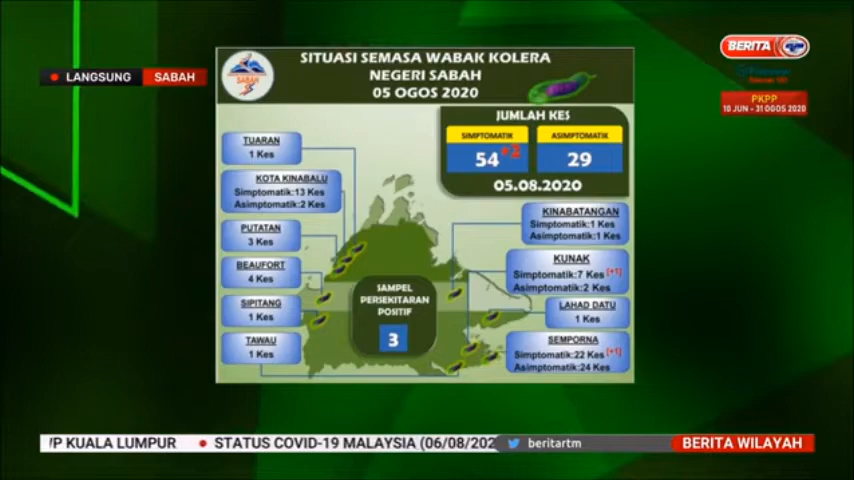 LANGSUNG SABAH
BERITA
PKPP
10 JUN - 31 OGOS 2020
SABAH
SITUASI SEMASA WABAK KOLERA
NEGERI SABAH
05 OGOS 2020
JUMLAH KES
SIMPTOMATIK
54
ASIMPTOMATIK
29
05.08.2020
TUARAN
1 Kes
KOTA KINABALU
Simptomatik:13 Kes
Asimptomatik:2 Kes
PUTATAN
3 Kes
BEAUFORT
4 Kes
SIPITANG
1 Kes
TAWAU
1 Kes
SAMPEL
PERSEKITARAN
POSITIF
3
KINABATANGAN
Simptomatik:1 Kes
Asimptomatik:1 Kes
KUNAK
Simptomatik:7 Kes (+1)
Asimptomatik:2 Kes
LAHAD DATU
1 Kes
SEMPORNA
Simptomatik:22 Kes (+1)
Asimptomatik:24 Kes
/P KUALA LUMPUR • STATUS COVID-19 MALAYSIA (06/08/202 beritartm BERITA WILAYAH